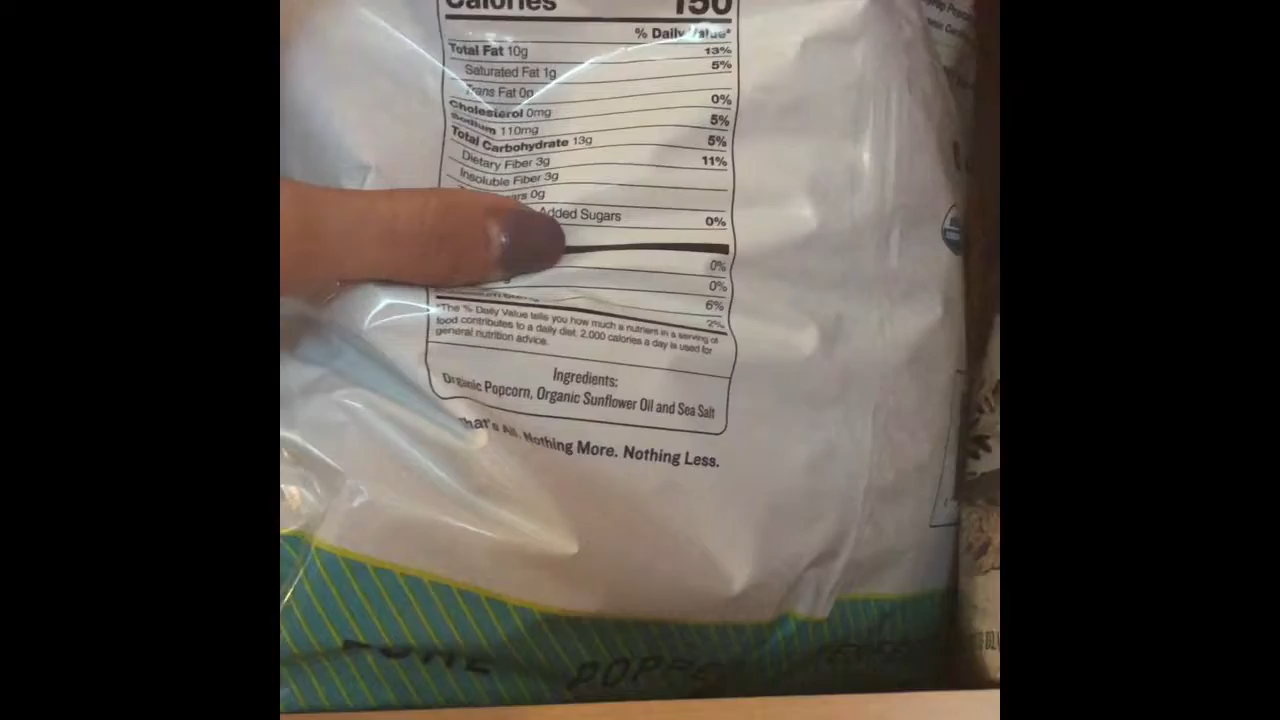 Calories 150
% Daily Value*
Total Fat 10g 13%
Saturated Fat 1g 5%
Trans Fat 0g
Cholesterol 0mg 0%
Sodium 110mg 5%
Total Carbohydrate 13g 5%
Dietary Fiber 3g 11%
Insoluble Fiber 3g
0g
Added Sugars 0%
0%
0%
6%
2%
*The % Daily Value tells you how much a nutrient in a serving of
food contributes to a daily diet. 2,000 calories a day is used for
general nutrition advice.
Ingredients:
Organic Popcorn, Organic Sunflower Oil and Sea Salt
That's All. Nothing More. Nothing Less.